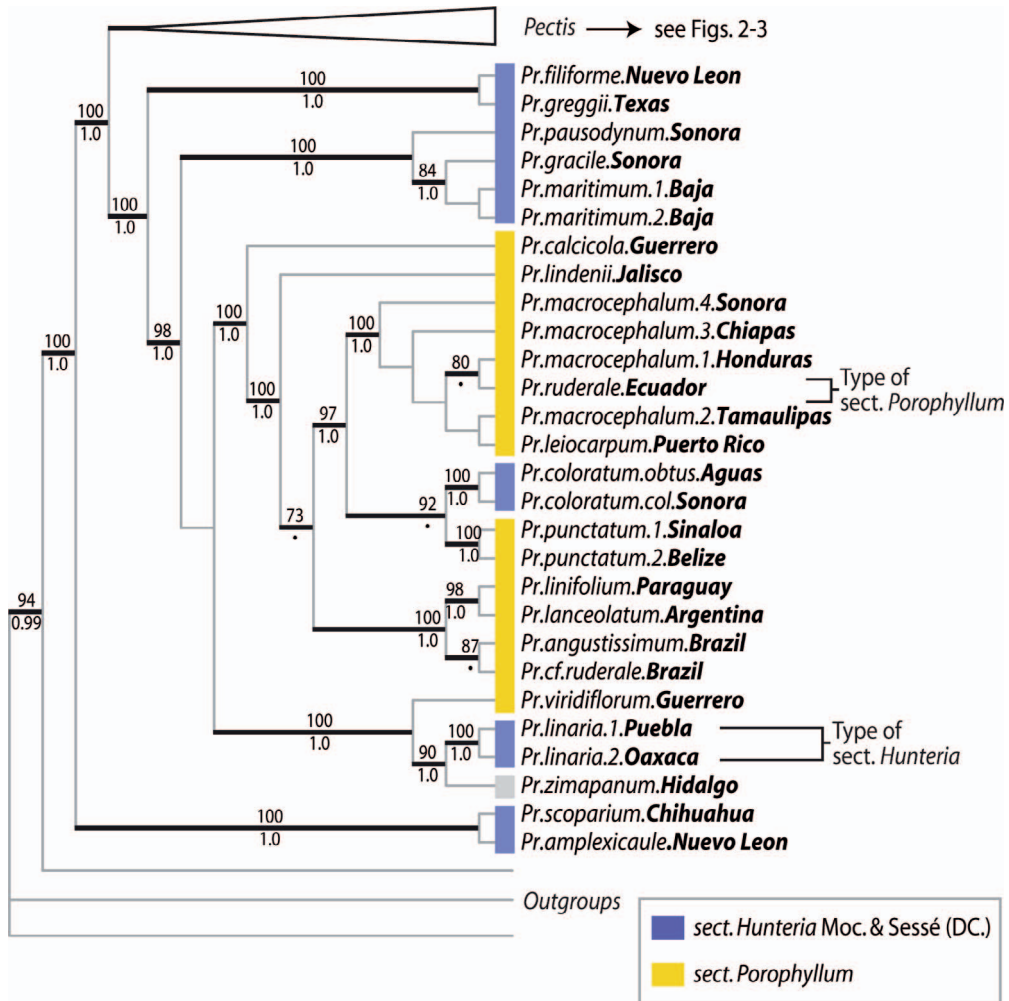 Pectis → see Figs. 2-3
Pr.filiforme.Nuevo Leon
Pr.greggii.Texas
Pr.pausodynum.Sonora
Pr.gracile.Sonora
Pr.maritimum.1.Baja
Pr.maritimum.2.Baja
Pr.calcicola.Guerrero
Pr.lindenii.Jalisco
Pr.macrocephalum.4.Sonora
Pr.macrocephalum.3.Chiapas
Pr.macrocephalum.1.Honduras
Pr.ruderale.Ecuador
Pr.macrocephalum.2.Tamaulipas
Pr.leiocarpum.Puerto Rico
Type of
sect. Porophyllum
Pr.coloratum.obtus.Aguas
Pr.coloratum.col.Sonora
Pr.punctatum.1.Sinaloa
Pr.punctatum.2.Belize
Pr.linifolium.Paraguay
Pr.lanceolatum.Argentina
Pr.angustissimum.Brazil
Pr.cf.ruderale.Brazil
Pr.viridiflorum.Guerrero
Pr.linaria.1.Puebla
Pr.linaria.2.Oaxaca
Type of
sect. Hunteria
Pr.zimapanum.Hidalgo
Pr.scoparium.Chihuahua
Pr.amplexicaule.Nuevo Leon
Outgroups
100
1.0
100
1.0
100
1.0
100
1.0
84
1.0
100
1.0
98
1.0
100
1.0
100
1.0
100
1.0
80
97
1.0
100
1.0
92
73
100
1.0
98
1.0
100
1.0
87
94
0.99
100
1.0
100
1.0
90
1.0
100
1.0
sect. Hunteria Moc. & Sessé (DC.)
sect. Porophyllum